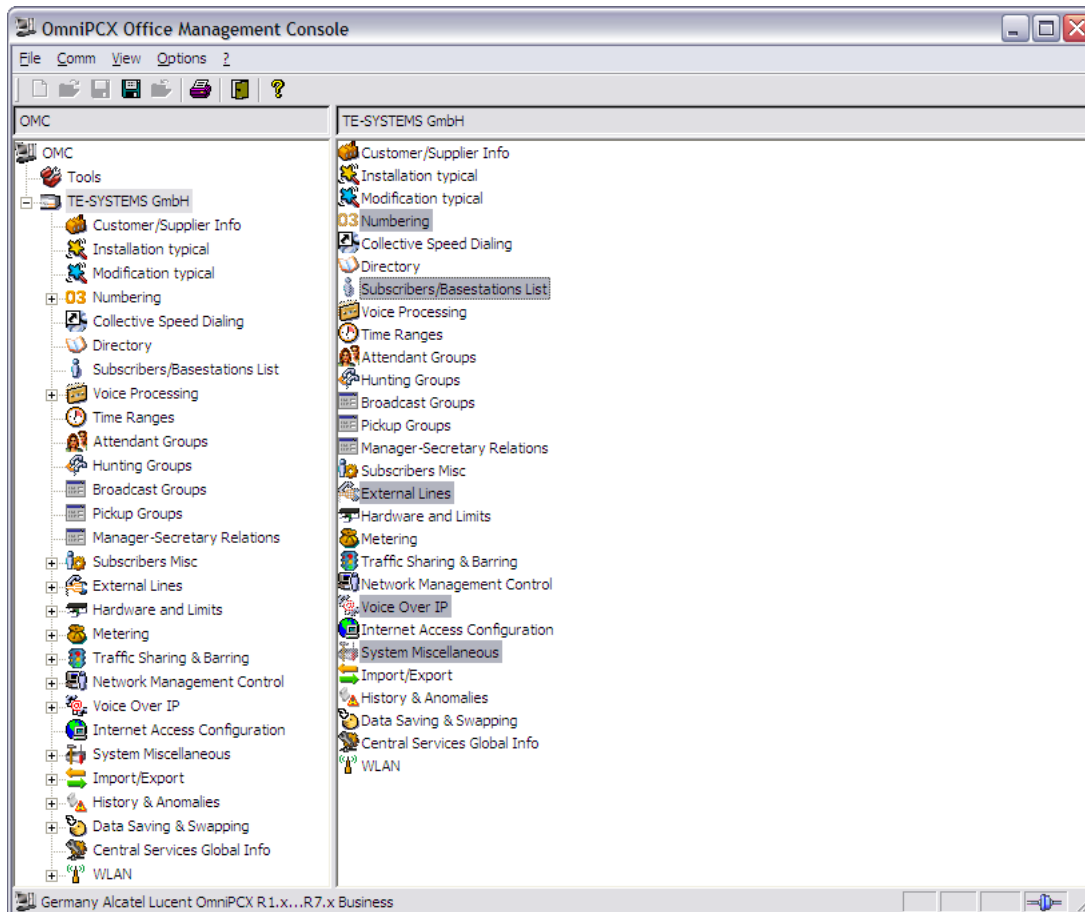 OmniPCX Office Management Console
File Comm View Options ?
OMC
TE-SYSTEMS GmbH
OMC
Tools
TE-SYSTEMS GmbH
Customer/Supplier Info
Installation typical
Modification typical
03 Numbering
Collective Speed Dialing
Directory
Subscribers/Basestations List
Voice Processing
Time Ranges
Attendant Groups
Hunting Groups
Broadcast Groups
Pickup Groups
Manager-Secretary Relations
Subscribers Misc
External Lines
Hardware and Limits
Metering
Traffic Sharing & Barring
Network Management Control
Voice Over IP
Internet Access Configuration
System Miscellaneous
Import/Export
History & Anomalies
Data Saving & Swapping
Central Services Global Info
WLAN
Customer/Supplier Info
Installation typical
Modification typical
03 Numbering
Collective Speed Dialing
Directory
Subscribers/Basestations List
Voice Processing
Time Ranges
Attendant Groups
Hunting Groups
Broadcast Groups
Pickup Groups
Manager-Secretary Relations
Subscribers Misc
External Lines
Hardware and Limits
Metering
Traffic Sharing & Barring
Network Management Control
Voice Over IP
Internet Access Configuration
System Miscellaneous
Import/Export
History & Anomalies
Data Saving & Swapping
Central Services Global Info
WLAN
Germany Alcatel Lucent OmniPCX R1.x...R7.x Business